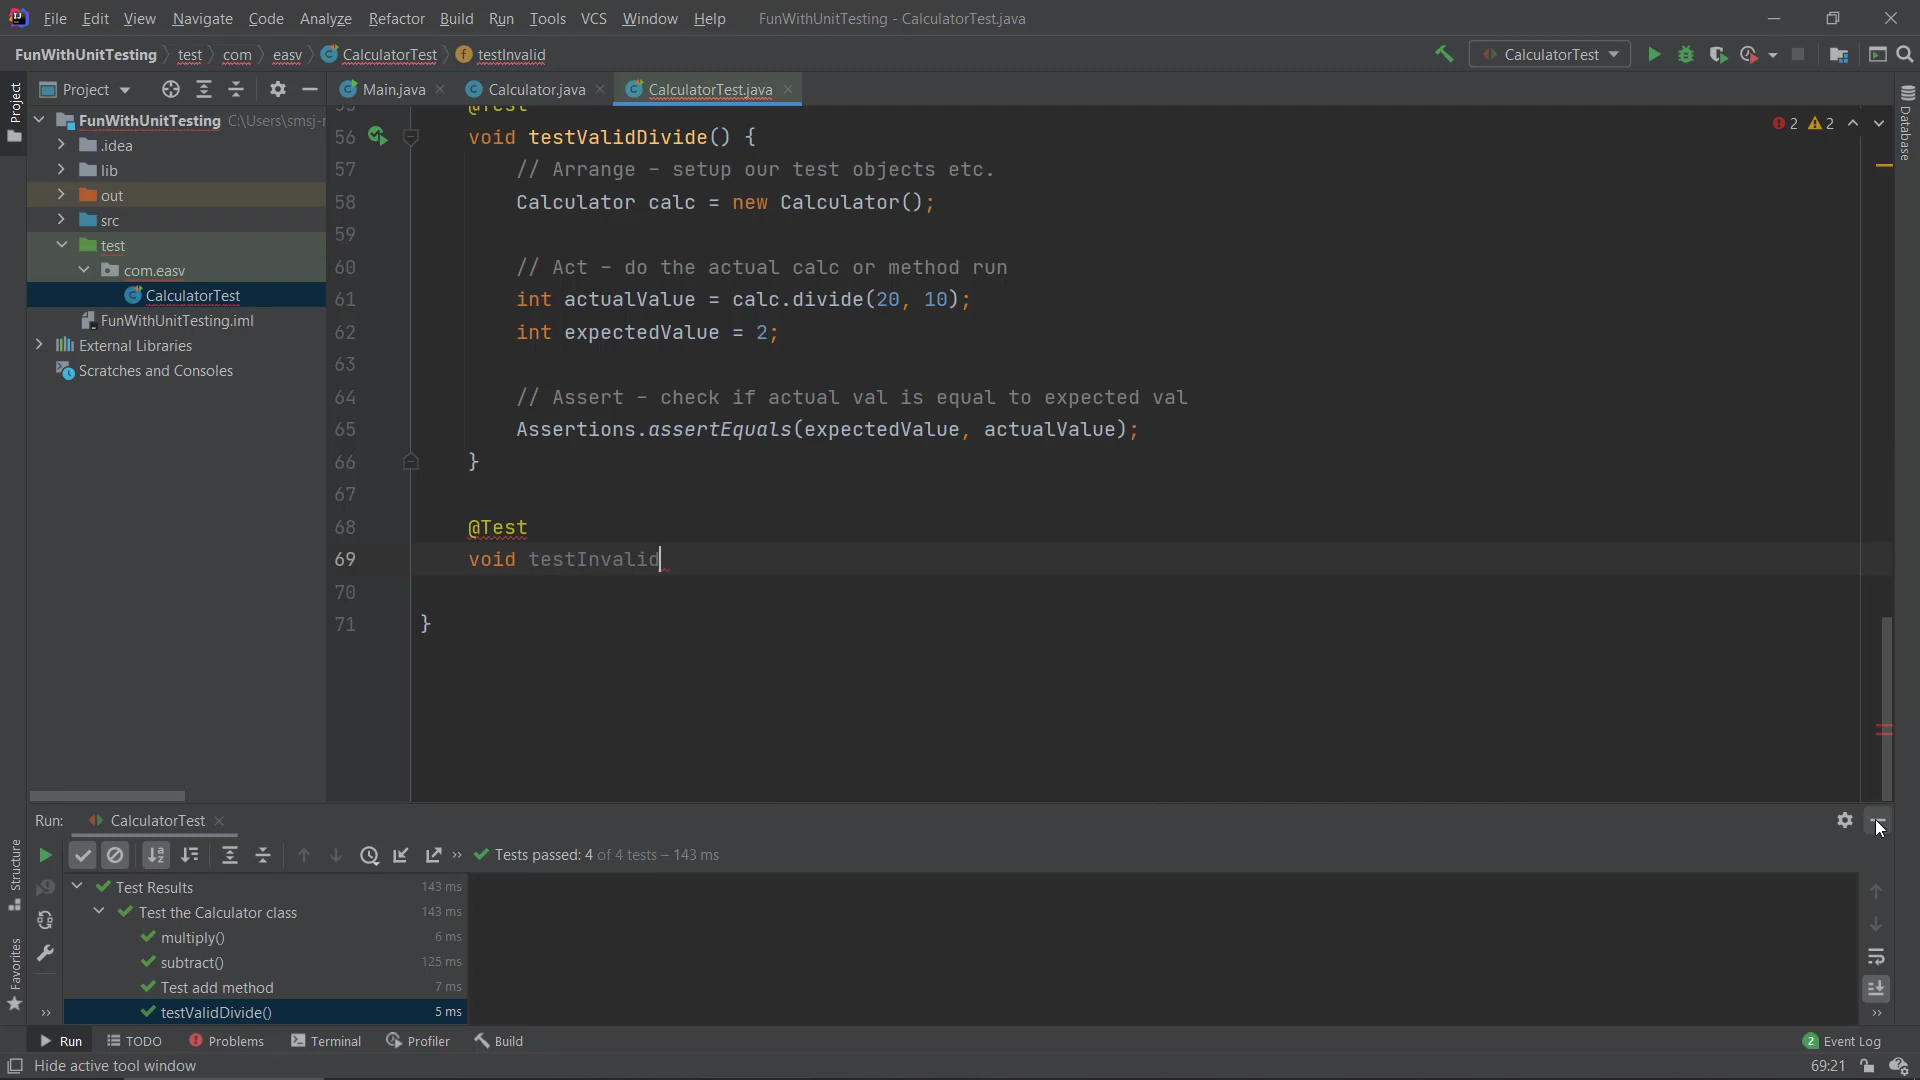 File Edit View Navigate Code Analyze Refactor Build Run Tools VCS Window Help FunWithUnitTesting - CalculatorTest.java
FunWithUnitTesting test com easv CalculatorTest testInvalid CalculatorTest
Project Main.java Calculator.java CalculatorTest.java
Project
Database
FunWithUnitTesting C:\Users\smsj-
.idea
lib
out
src
test
com.easv
CalculatorTest
FunWithUnitTesting.iml
External Libraries
Scratches and Consoles
2 2
55 @Test
56 void testValidDivide() {
57 // Arrange - setup our test objects etc.
58 Calculator calc = new Calculator();
59
60 // Act - do the actual calc or method run
61 int actualValue = calc.divide(20, 10);
62 int expectedValue = 2;
63
64 // Assert - check if actual val is equal to expected val
65 Assertions.assertEquals(expectedValue, actualValue);
66 }
67
68 @Test
69 void testInvalid
70
71 }
Run: CalculatorTest
Structure
Favorites
Tests passed: 4 of 4 tests – 143 ms
Test Results 143 ms
Test the Calculator class 143 ms
multiply() 6 ms
subtract() 125 ms
Test add method 7 ms
testValidDivide() 5 ms
Run TODO Problems Terminal Profiler Build 2 Event Log
Hide active tool window 69:21